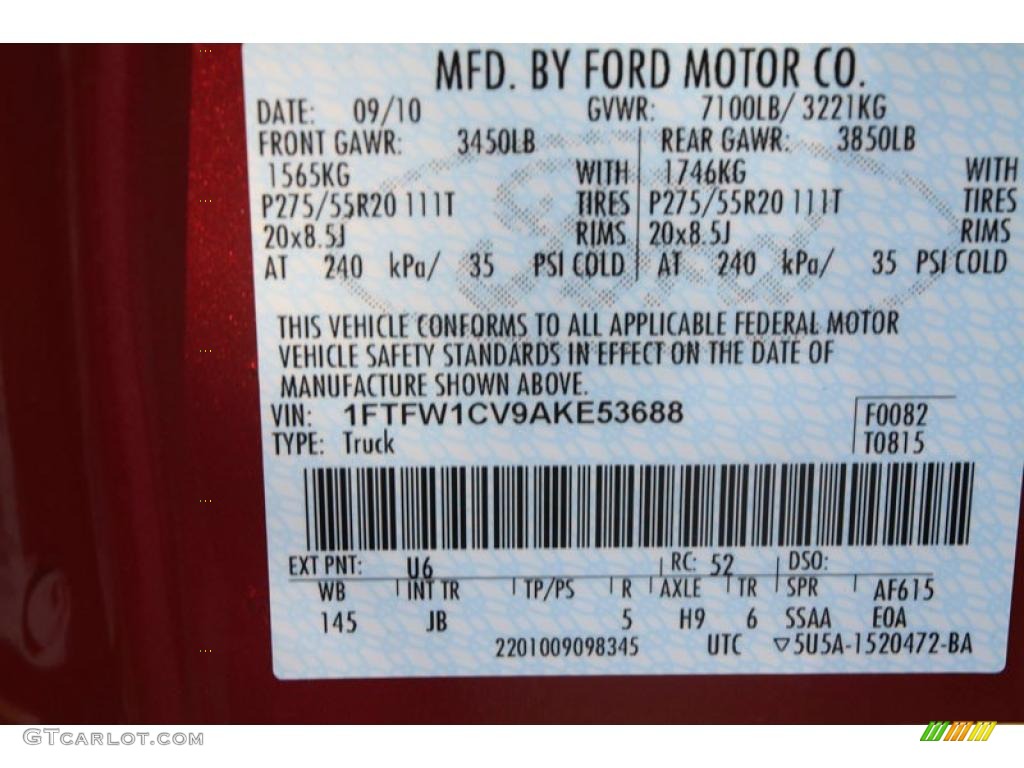 MFD. BY FORD MOTOR CO.
DATE: 09/10 GVWR: 7100LB/ 3221KG
FRONT GAWR: 3450LB REAR GAWR: 3850LB
1565KG WITH 1746KG WITH
P275/55R20 111T TIRES P275/55R20 111T TIRES
20x8.5J RIMS 20x8.5J RIMS
AT 240 kPa/ 35 PSI COLD AT 240 kPa/ 35 PSI COLD
THIS VEHICLE CONFORMS TO ALL APPLICABLE FEDERAL MOTOR
VEHICLE SAFETY STANDARDS IN EFFECT ON THE DATE OF
MANUFACTURE SHOWN ABOVE.
VIN: 1FTFW1CV9AKE53688 F0082
TYPE: Truck T0815
EXT PNT: U6 RC: 52 DSO:
WB INT TR TP/PS R AXLE TR SPR AF615
145 JB 5 H9 6 SSAA E0A
2201009098345 UTC ▽5U5A-1520472-BA
GTCARLOT.COM